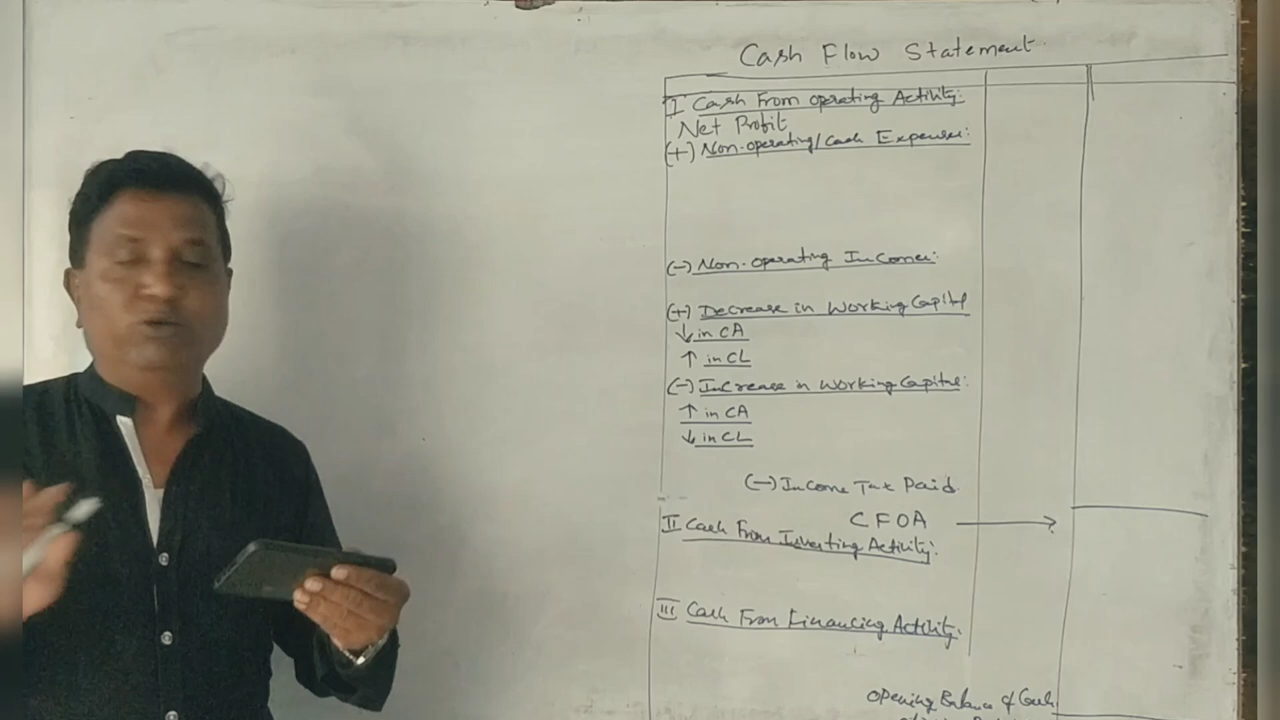 Cash Flow Statement
I Cash From operating Activity:
Net Profit
(+) Non-operating/Cash Expenses:
(-) Non-operating Incomes:
(+) Decrease in Working Capital
↓ in CA
↑ in CL
(-) Increase in Working Capital:
↑ in CA
↓ in CL
(-) Income Tax Paid
CFOA →
II Cash From Investing Activity:
III Cash From Financing Activity:
Opening Balance of Cash